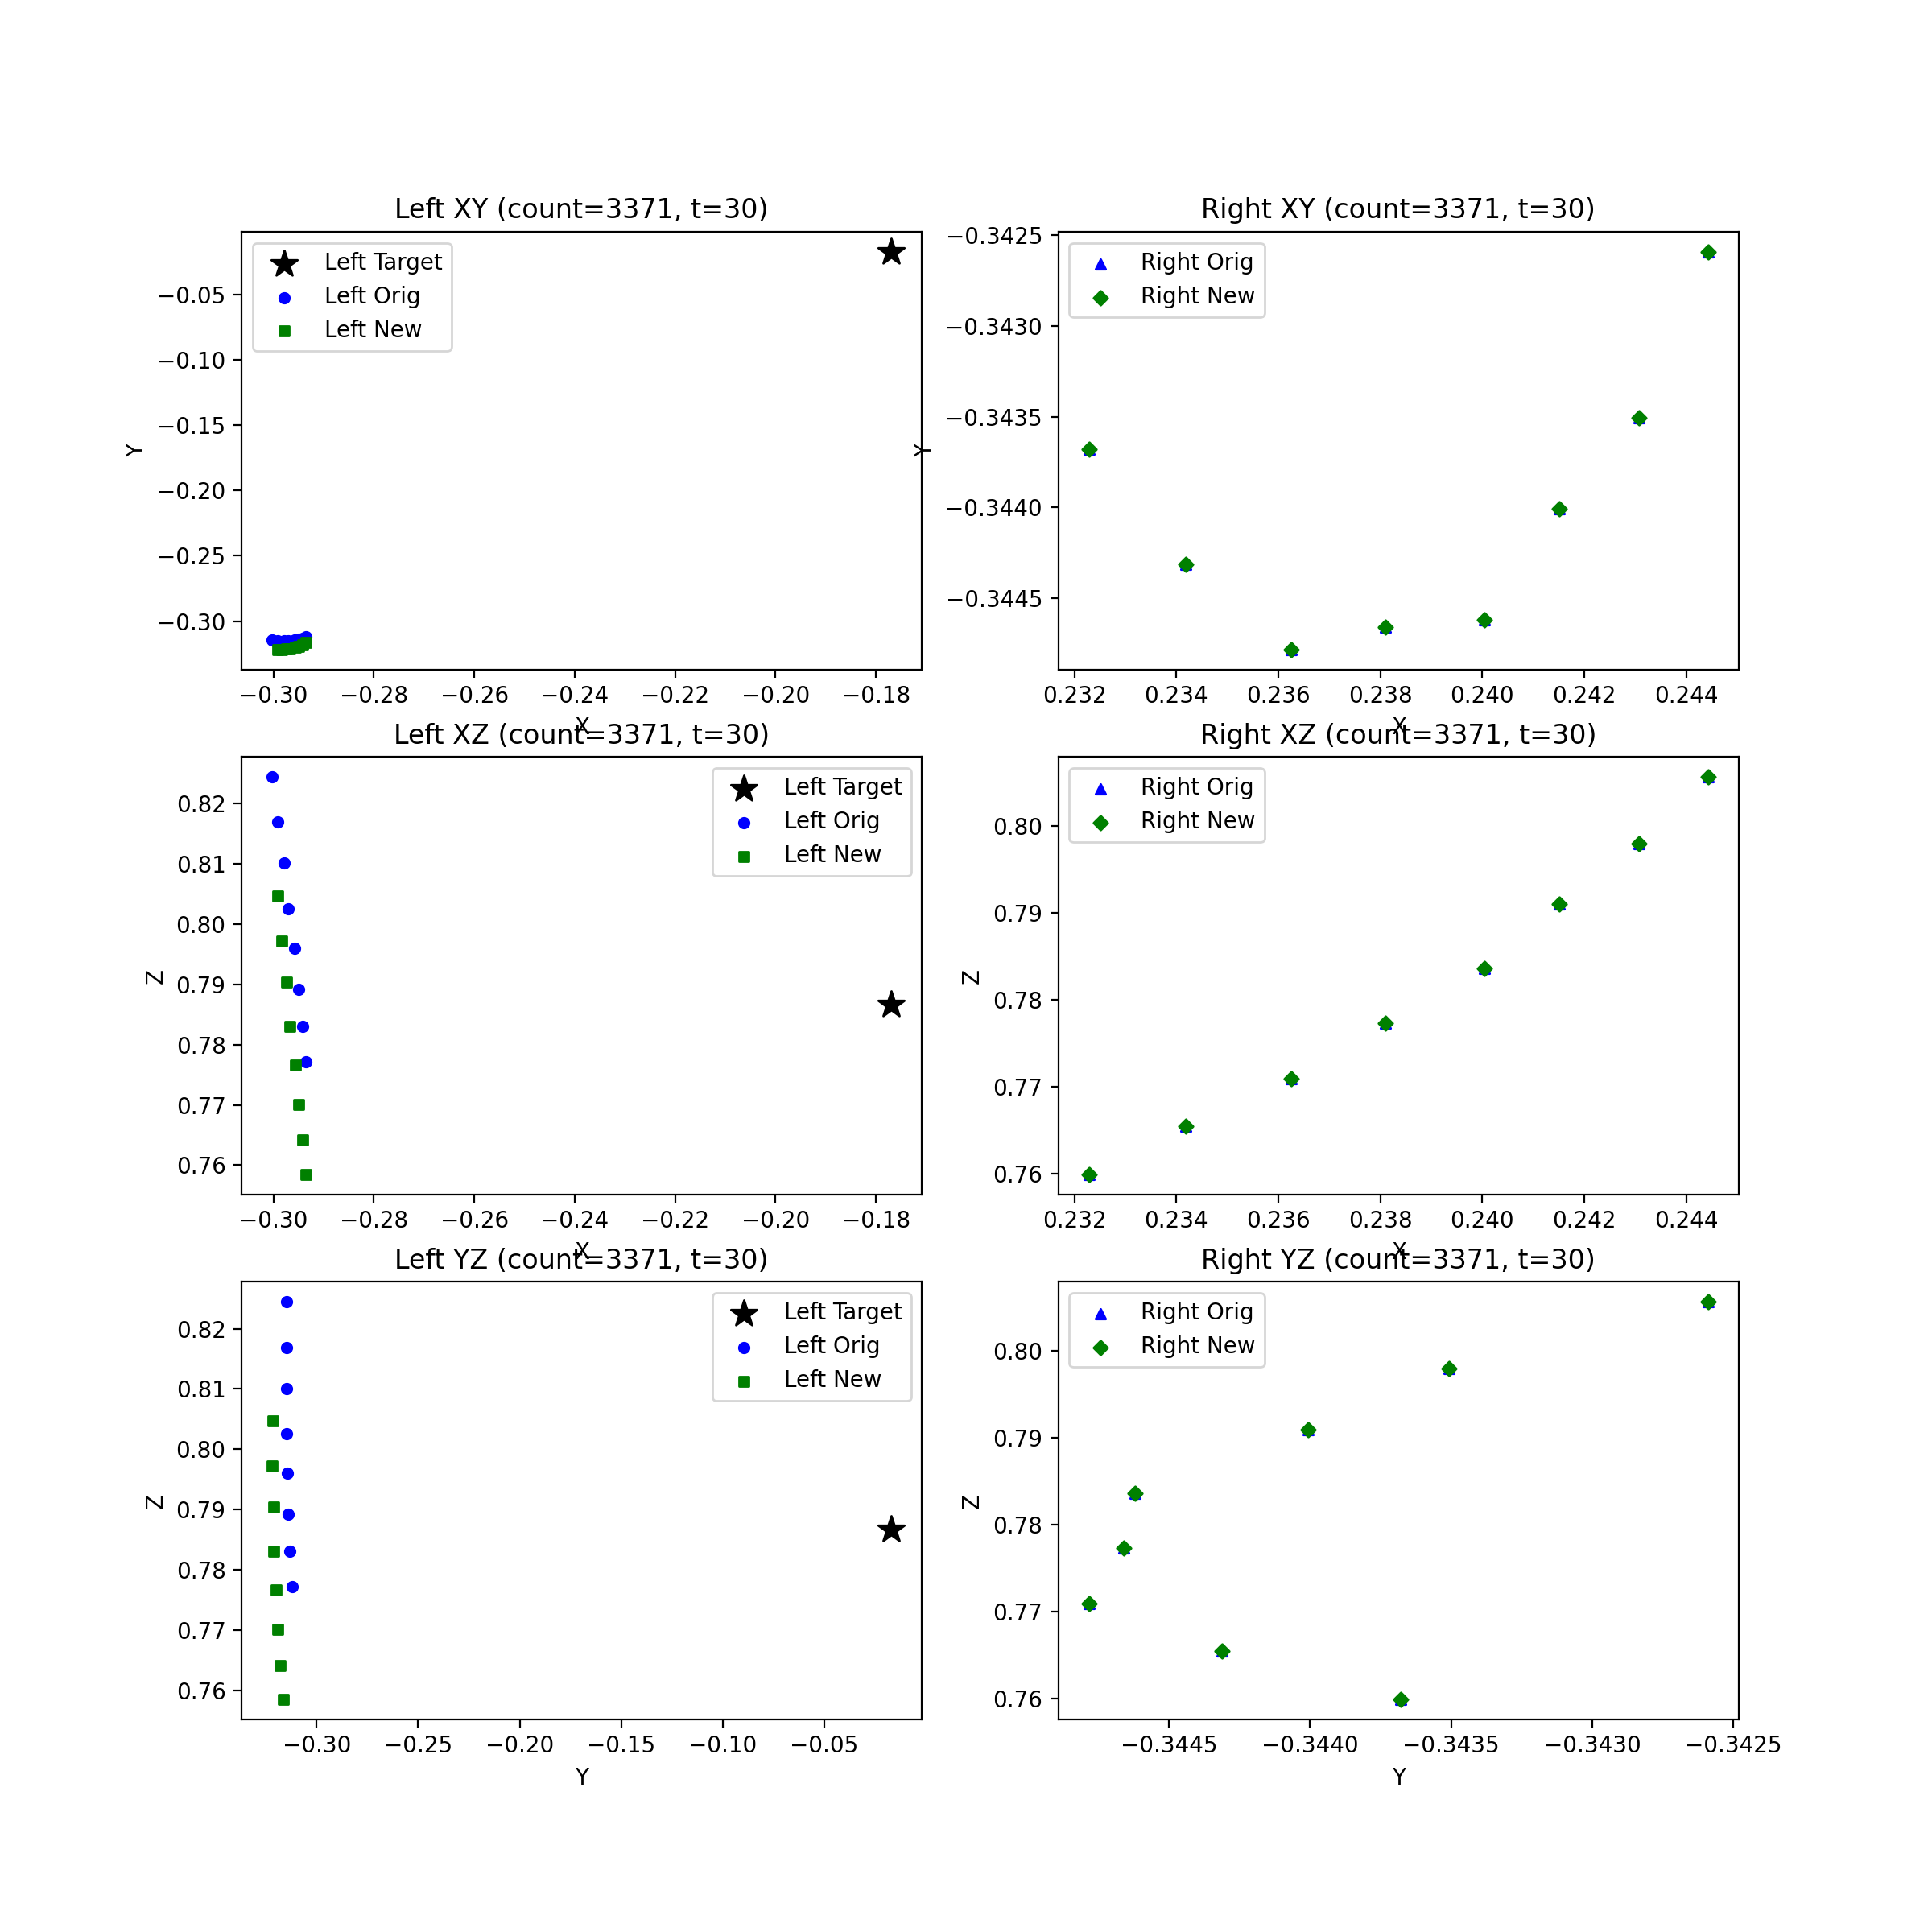 Left XY (count=3371, t=30)
Left Target
Left Orig
Left New
−0.05
−0.10
−0.15
−0.20
−0.25
−0.30
Y
−0.30 −0.28 −0.26 −0.24 −0.22 −0.20 −0.18
X
Right XY (count=3371, t=30)
Right Orig
Right New
−0.3425
−0.3430
−0.3435
−0.3440
−0.3445
Y
0.232 0.234 0.236 0.238 0.240 0.242 0.244
X
Left XZ (count=3371, t=30)
Left Target
Left Orig
Left New
0.82
0.81
0.80
0.79
0.78
0.77
0.76
Z
−0.30 −0.28 −0.26 −0.24 −0.22 −0.20 −0.18
X
Right XZ (count=3371, t=30)
Right Orig
Right New
0.80
0.79
0.78
0.77
0.76
Z
0.232 0.234 0.236 0.238 0.240 0.242 0.244
X
Left YZ (count=3371, t=30)
Left Target
Left Orig
Left New
0.82
0.81
0.80
0.79
0.78
0.77
0.76
Z
−0.30 −0.25 −0.20 −0.15 −0.10 −0.05
Y
Right YZ (count=3371, t=30)
Right Orig
Right New
0.80
0.79
0.78
0.77
0.76
Z
−0.3445 −0.3440 −0.3435 −0.3430 −0.3425
Y